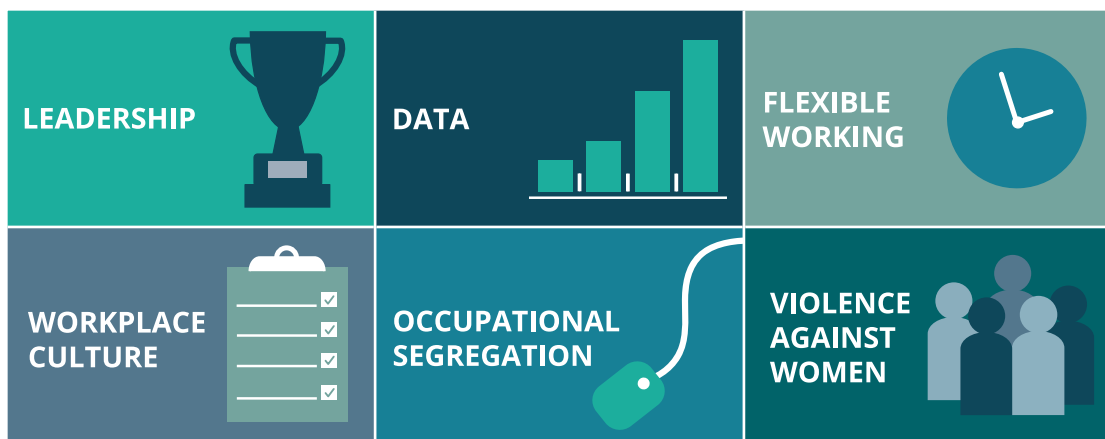 LEADERSHIP
DATA
FLEXIBLE
WORKING
WORKPLACE
CULTURE
OCCUPATIONAL
SEGREGATION
VIOLENCE
AGAINST
WOMEN